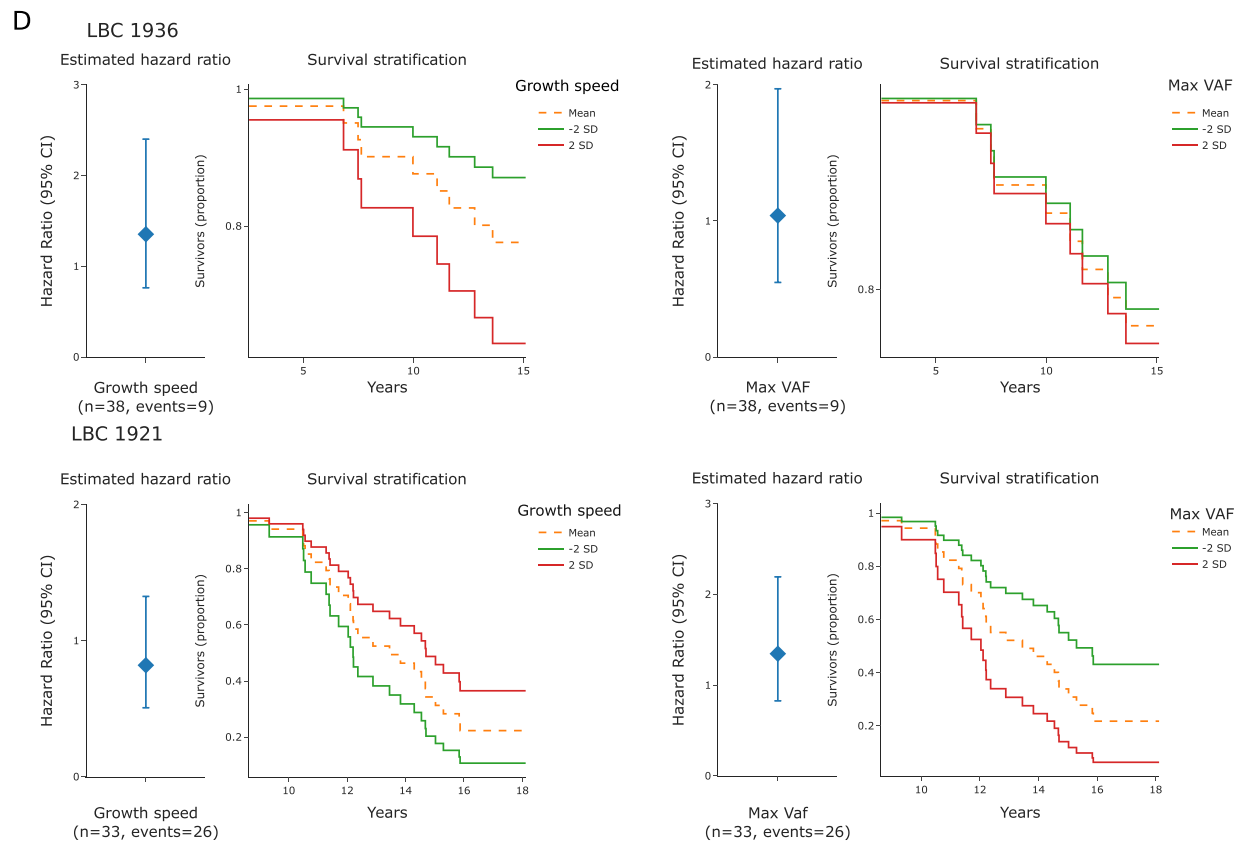 D
LBC 1936
Estimated hazard ratio
Survival stratification
Growth speed
Mean
-2 SD
2 SD
Hazard Ratio (95% CI)
3
2
1
0
Survivors (proportion)
1
0.8
5
10
15
Years
Growth speed
(n=38, events=9)
Estimated hazard ratio
Survival stratification
Max VAF
Mean
-2 SD
2 SD
Hazard Ratio (95% CI)
2
1
0
Survivors (proportion)
0.8
5
10
15
Years
Max VAF
(n=38, events=9)
LBC 1921
Estimated hazard ratio
Survival stratification
Growth speed
Mean
-2 SD
2 SD
Hazard Ratio (95% CI)
2
1
0
Survivors (proportion)
1
0.8
0.6
0.4
0.2
10
12
14
16
18
Years
Growth speed
(n=33, events=26)
Estimated hazard ratio
Survival stratification
Max VAF
Mean
-2 SD
2 SD
Hazard Ratio (95% CI)
3
2
1
0
Survivors (proportion)
1
0.8
0.6
0.4
0.2
10
12
14
16
18
Years
Max Vaf
(n=33, events=26)